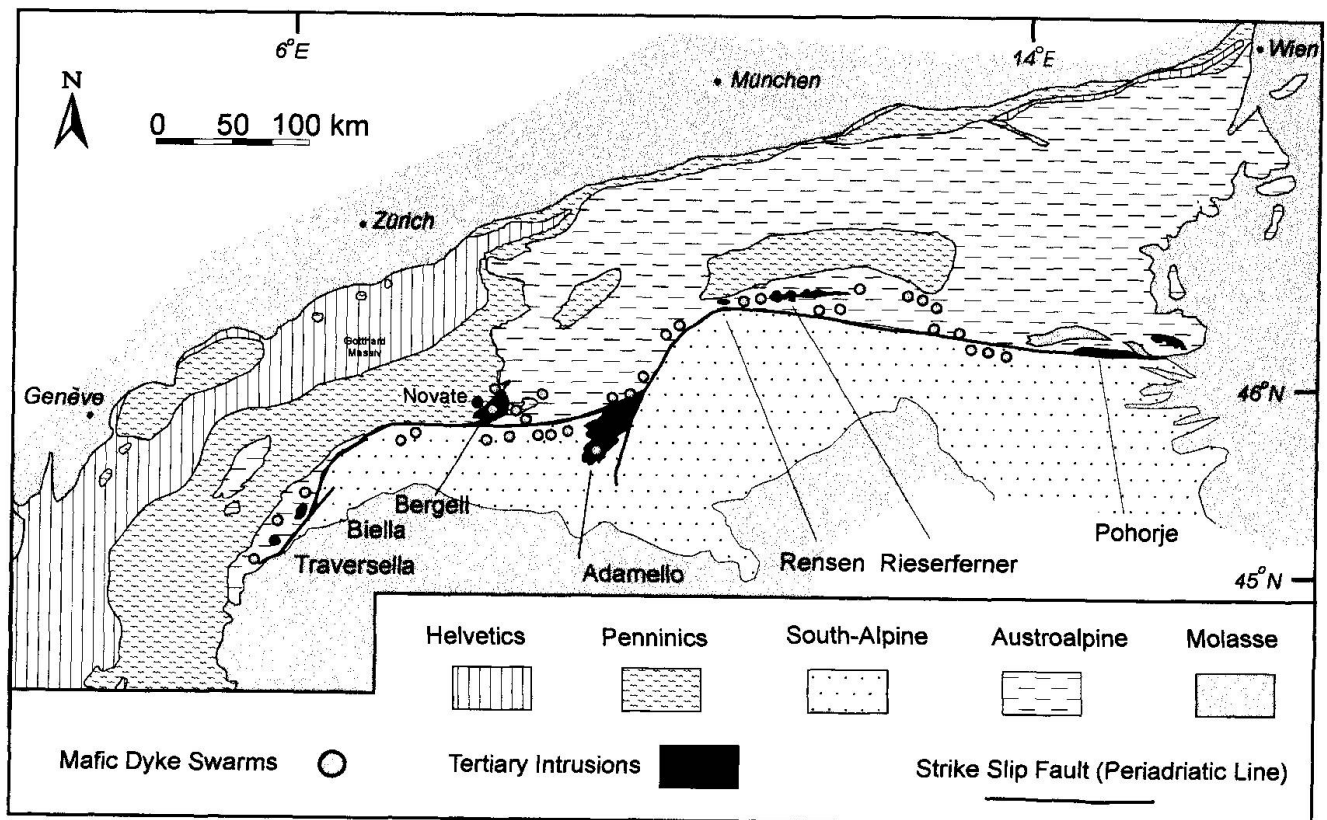 6°E
14°E
Wien
München
N
0 50 100 km
Zürich
Gotthard
Massiv
Genève
Novate
46°N
Bergell
Biella
Traversella
Adamello
Rensen
Rieserferner
Pohorje
45°N
Helvetics
Penninics
South-Alpine
Austroalpine
Molasse
Mafic Dyke Swarms
Tertiary Intrusions
Strike Slip Fault (Periadriatic Line)